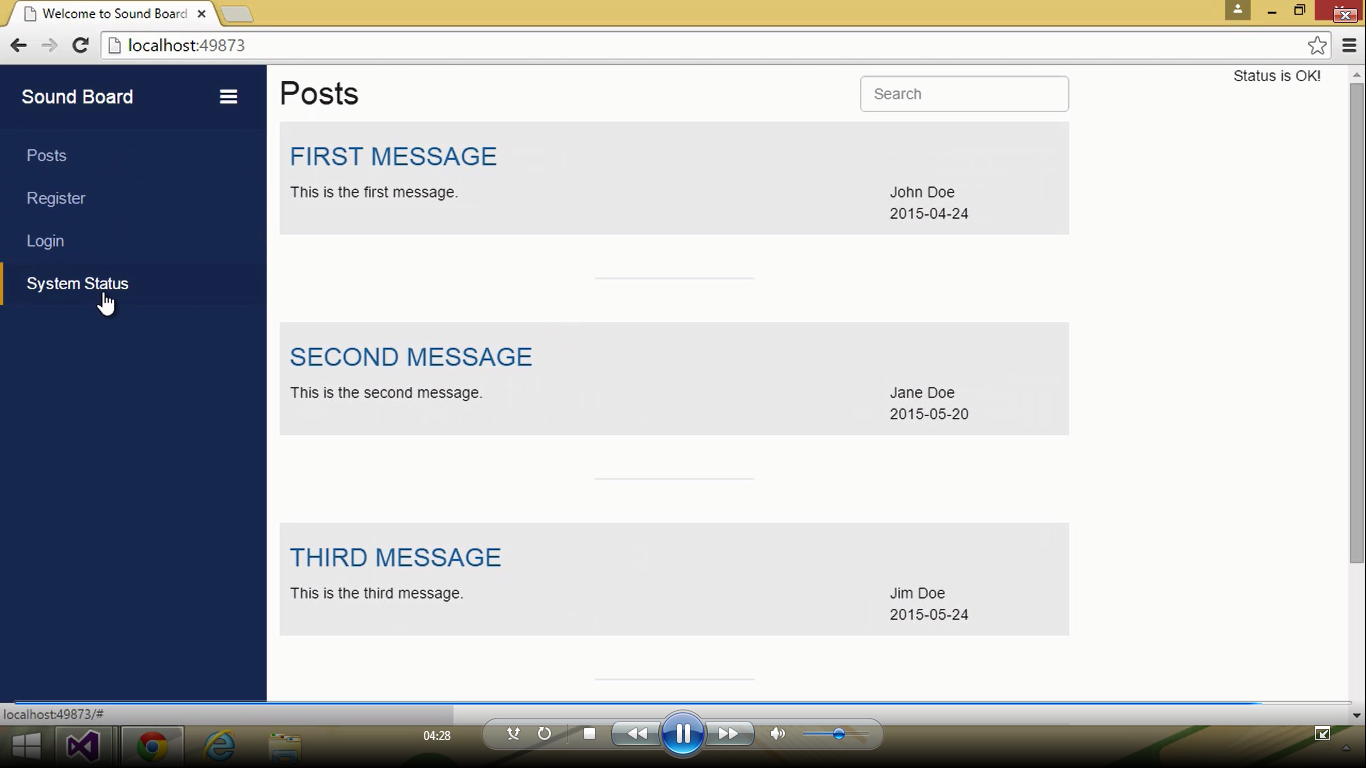 Welcome to Sound Board
localhost:49873
Status is OK!
Sound Board
Posts
Register
Login
System Status
Posts
Search
FIRST MESSAGE
This is the first message.
John Doe
2015-04-24
SECOND MESSAGE
This is the second message.
Jane Doe
2015-05-20
THIRD MESSAGE
This is the third message.
Jim Doe
2015-05-24
localhost:49873/#
04:28